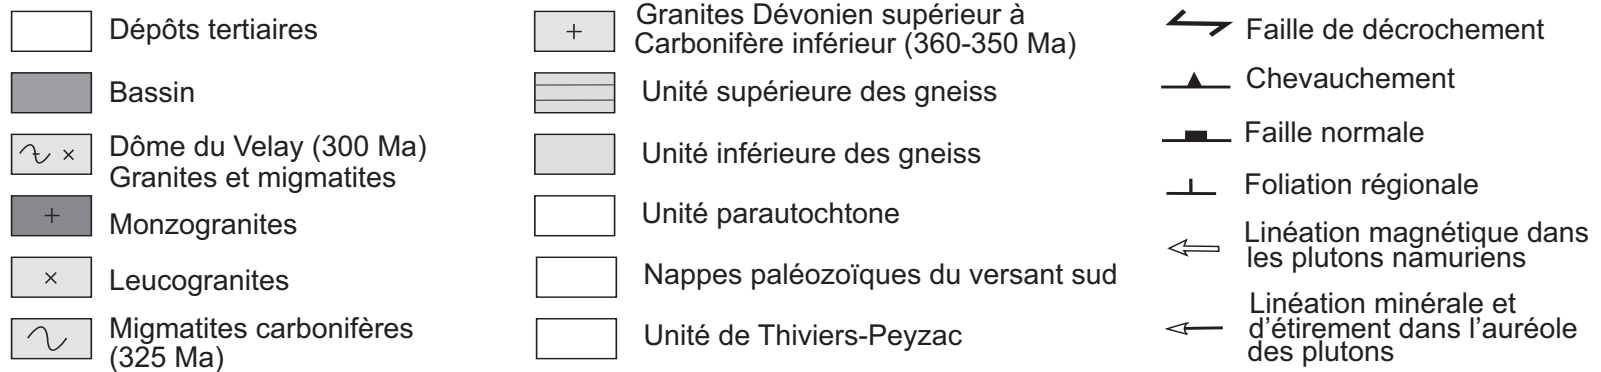 Dépôts tertiaires
Bassin
Dôme du Velay (300 Ma)
Granites et migmatites
Monzogranites
Leucogranites
Migmatites carbonifères
(325 Ma)
Granites Dévonien supérieur à
Carbonifère inférieur (360-350 Ma)
Unité supérieure des gneiss
Unité inférieure des gneiss
Unité parautochtone
Nappes paléozoïques du versant sud
Unité de Thiviers-Peyzac
Faille de décrochement
Chevauchement
Faille normale
Foliation régionale
Linéation magnétique dans
les plutons namuriens
Linéation minérale et
d'étirement dans l'auréole
des plutons